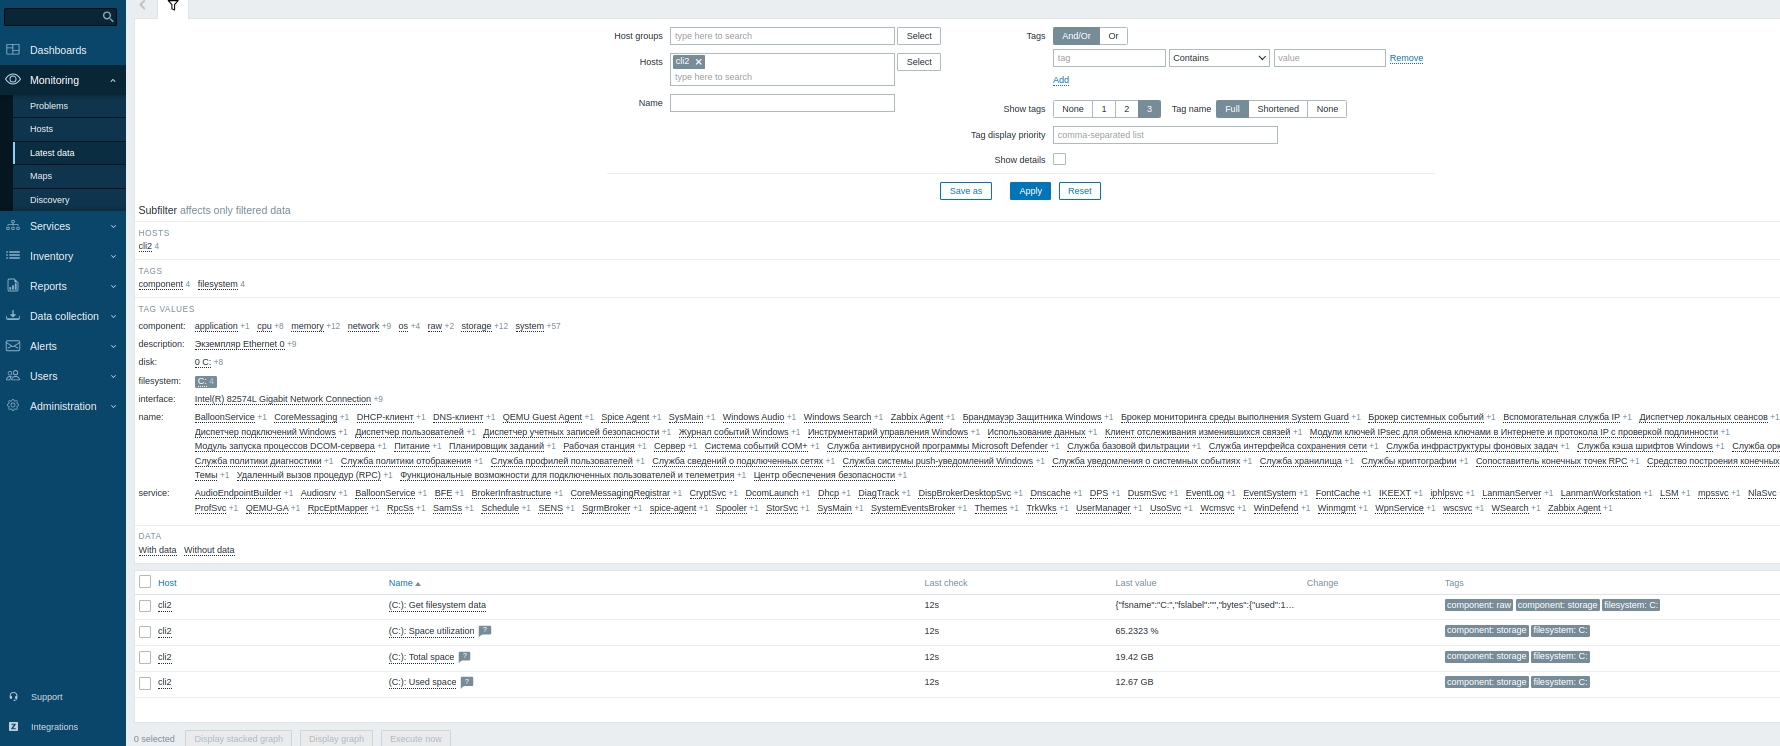 Host groups type here to search Select
Hosts cli2 type here to search Select
Name
Tags And/Or Or
tag Contains value Remove
Add
Show tags None 1 2 3 Tag name Full Shortened None
Tag display priority comma-separated list
Show details
Save as Apply Reset
Dashboards
Monitoring
Problems
Hosts
Latest data
Maps
Discovery
Services
Inventory
Reports
Data collection
Alerts
Users
Administration
Support
Integrations
Subfilter affects only filtered data
HOSTS
cli2 4
TAGS
component 4 filesystem 4
TAG VALUES
component: application +1 cpu +8 memory +12 network +9 os +4 raw +2 storage +12 system +57
description: Экземпляр Ethernet 0 +9
disk: 0 C: +8
filesystem: C: 4
interface: Intel(R) 82574L Gigabit Network Connection +9
name: BalloonService +1 CoreMessaging +1 DHCP-клиент +1 DNS-клиент +1 QEMU Guest Agent +1 Spice Agent +1 SysMain +1 Windows Audio +1 Windows Search +1 Zabbix Agent +1 Брандмауэр Защитника Windows +1 Брокер мониторинга среды выполнения System Guard +1 Брокер системных событий +1 Вспомогательная служба IP +1 Диспетчер локальных сеансов +1
Диспетчер подключений Windows +1 Диспетчер пользователей +1 Диспетчер учетных записей безопасности +1 Журнал событий Windows +1 Инструментарий управления Windows +1 Использование данных +1 Клиент отслеживания изменившихся связей +1 Модули ключей IPsec для обмена ключами в Интернете и протокола IP с проверкой подлинности +1
Модуль запуска процессов DCOM-сервера +1 Питание +1 Планировщик заданий +1 Рабочая станция +1 Сервер +1 Система событий COM+ +1 Служба антивирусной программы Microsoft Defender +1 Служба базовой фильтрации +1 Служба интерфейса сохранения сети +1 Служба инфраструктуры фоновых задач +1 Служба кэша шрифтов Windows +1 Служба орк
Служба политики диагностики +1 Служба политики отображения +1 Служба профилей пользователей +1 Служба сведений о подключенных сетях +1 Служба системы push-уведомлений Windows +1 Служба уведомления о системных событиях +1 Служба хранилища +1 Службы криптографии +1 Сопоставитель конечных точек RPC +1 Средство построения конечных
Темы +1 Удаленный вызов процедур (RPC) +1 Функциональные возможности для подключенных пользователей и телеметрия +1 Центр обеспечения безопасности +1
service: AudioEndpointBuilder +1 Audiosrv +1 BalloonService +1 BFE +1 BrokerInfrastructure +1 CoreMessagingRegistrar +1 CryptSvc +1 DcomLaunch +1 Dhcp +1 DiagTrack +1 DispBrokerDesktopSvc +1 Dnscache +1 DPS +1 DusmSvc +1 EventLog +1 EventSystem +1 FontCache +1 IKEEXT +1 iphlpsvc +1 LanmanServer +1 LanmanWorkstation +1 LSM +1 mpssvc +1 NlaSvc
ProfSvc +1 QEMU-GA +1 RpcEptMapper +1 RpcSs +1 SamSs +1 Schedule +1 SENS +1 SgrmBroker +1 spice-agent +1 Spooler +1 StorSvc +1 SysMain +1 SystemEventsBroker +1 Themes +1 TrkWks +1 UserManager +1 UsoSvc +1 Wcmsvc +1 WinDefend +1 Winmgmt +1 WpnService +1 wscsvc +1 WSearch +1 Zabbix Agent +1
DATA
With data Without data
Host Name Last check Last value Change Tags
cli2 (C:): Get filesystem data 12s {"fsname":"C:","fslabel":"","bytes":{"used":1… component: raw component: storage filesystem: C:
cli2 (C:): Space utilization ? 12s 65.2323 % component: storage filesystem: C:
cli2 (C:): Total space ? 12s 19.42 GB component: storage filesystem: C:
cli2 (C:): Used space ? 12s 12.67 GB component: storage filesystem: C:
0 selected Display stacked graph Display graph Execute now